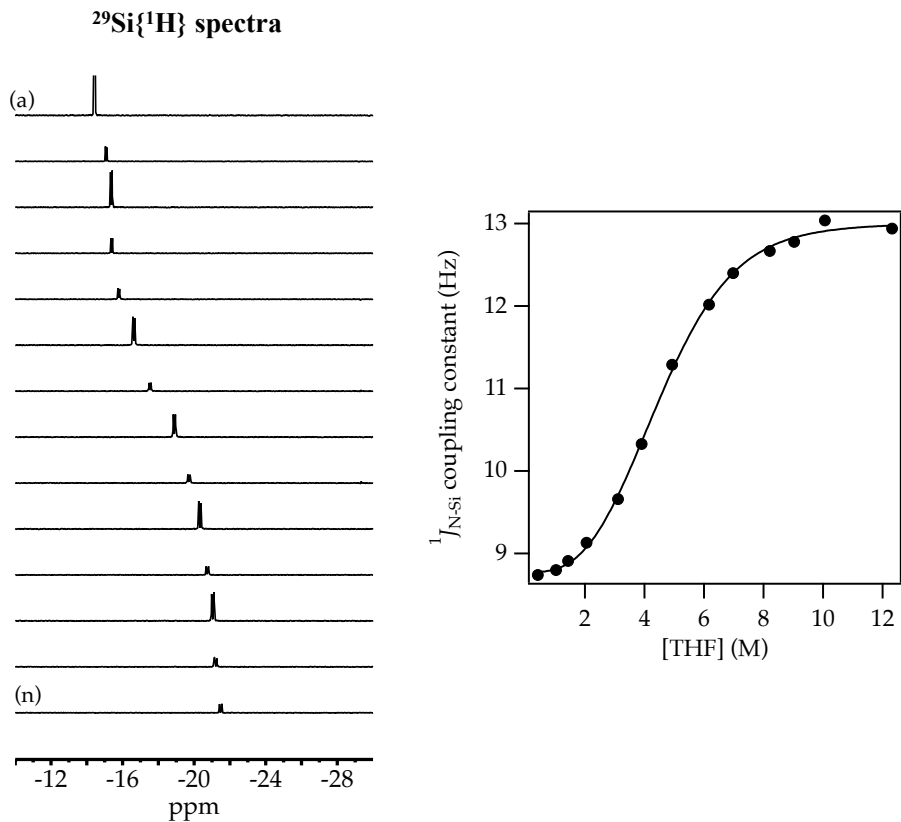 ²⁹Si{¹H} spectra
(a)
(n)
-12 -16 -20 -24 -28
ppm
¹J_N-Si coupling constant (Hz)
13
12
11
10
9
2 4 6 8 10 12
[THF] (M)